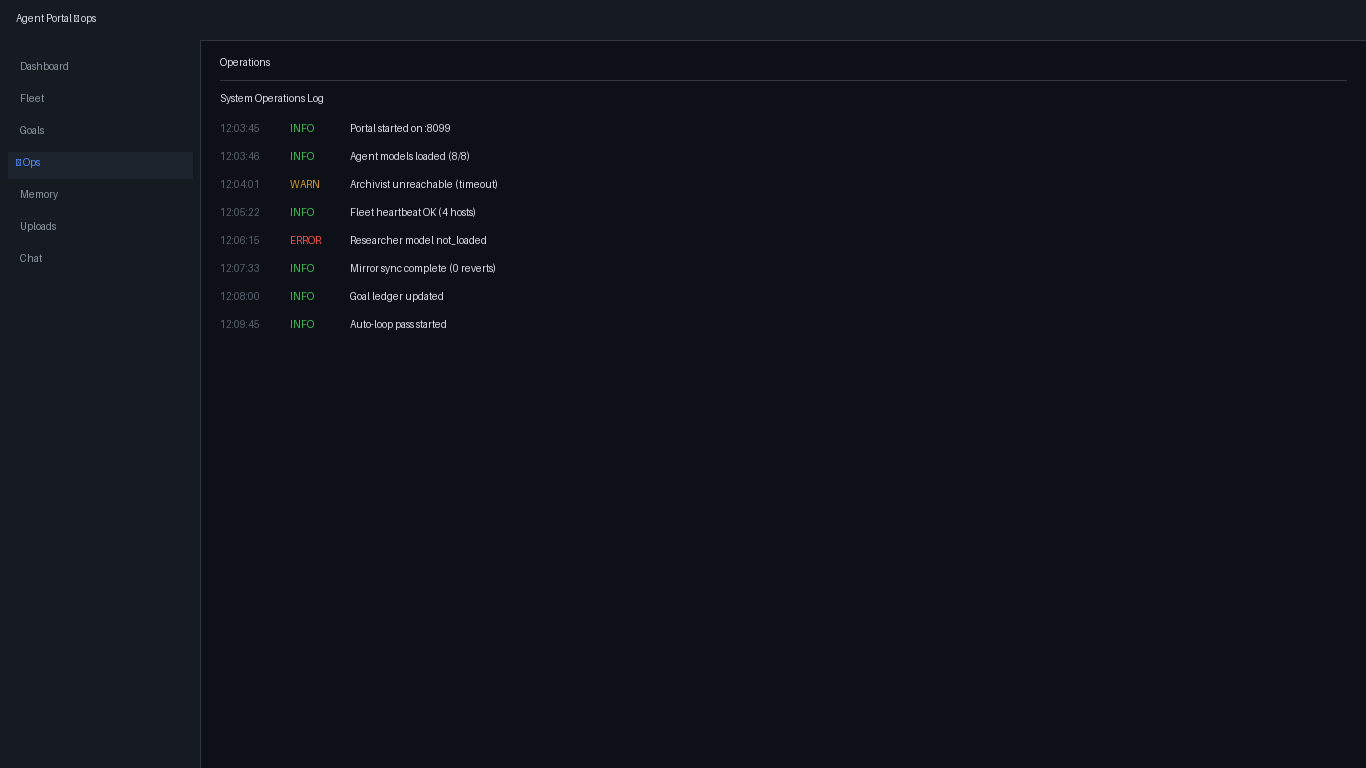 Agent Portal ▯ ops
Dashboard
Fleet
Goals
▯ Ops
Memory
Uploads
Chat
Operations
System Operations Log
12:03:45 INFO Portal started on :8099
12:03:46 INFO Agent models loaded (8/8)
12:04:01 WARN Archivist unreachable (timeout)
12:05:22 INFO Fleet heartbeat OK (4 hosts)
12:06:15 ERROR Researcher model not_loaded
12:07:33 INFO Mirror sync complete (0 reverts)
12:08:00 INFO Goal ledger updated
12:09:45 INFO Auto-loop pass started